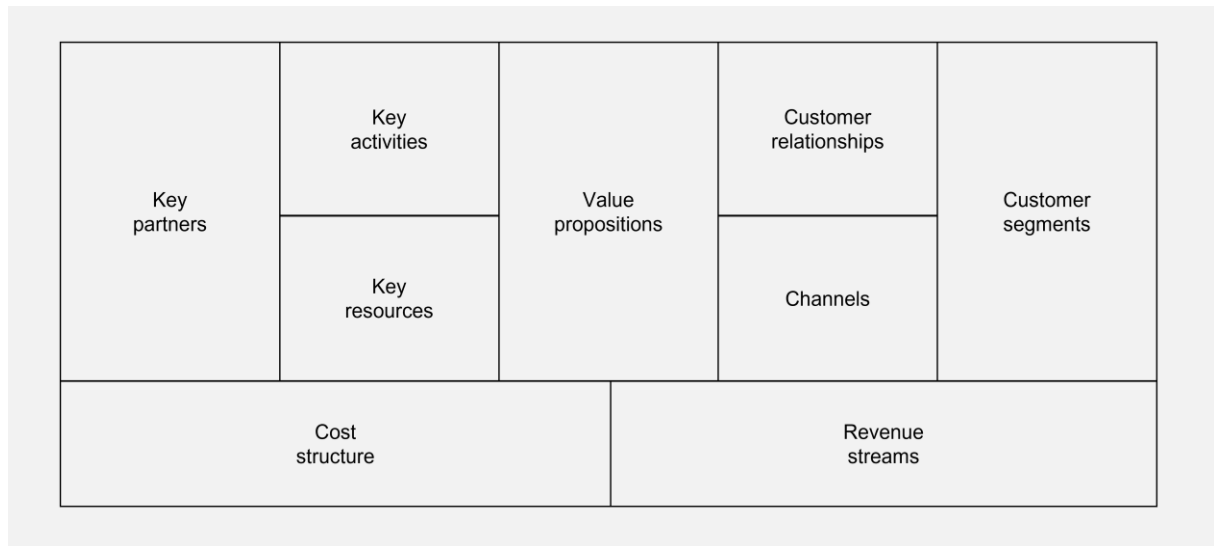 Key
partners
Key
activities
Key
resources
Value
propositions
Customer
relationships
Channels
Customer
segments
Cost
structure
Revenue
streams